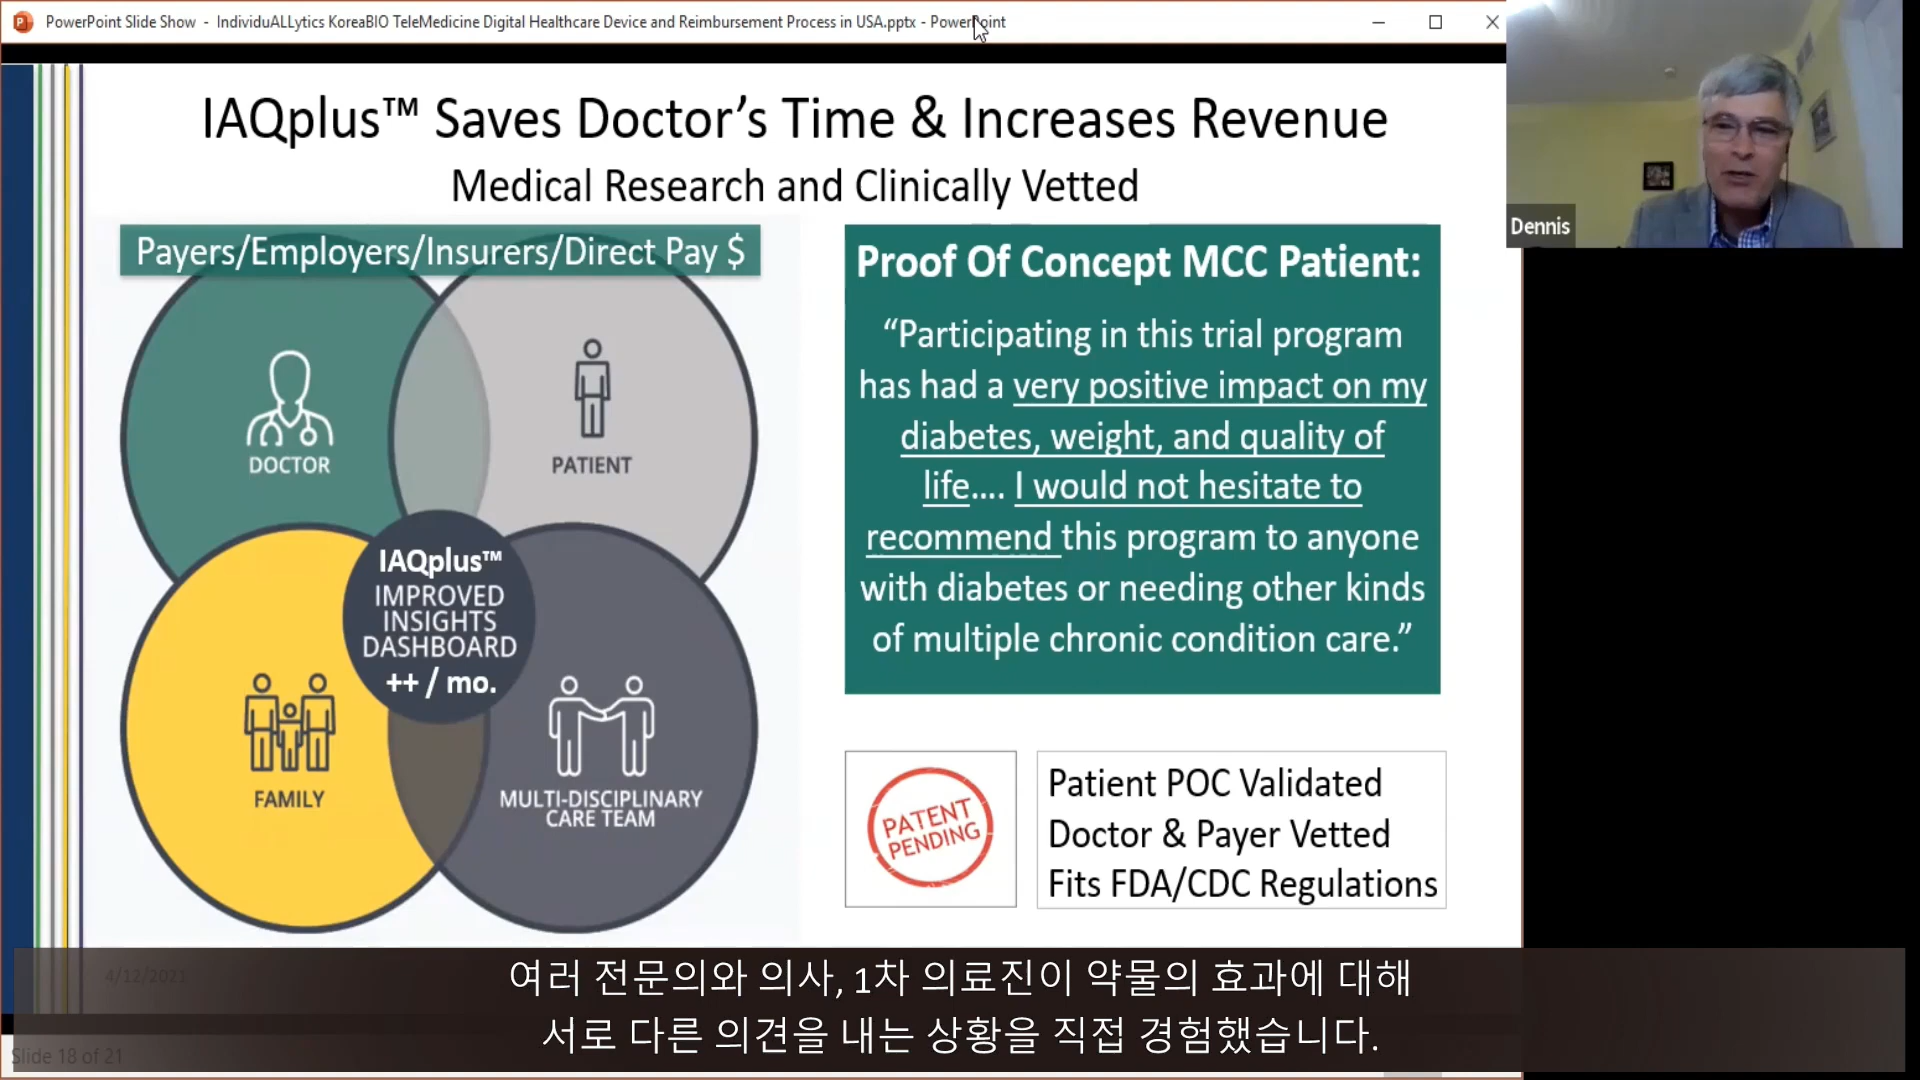 PowerPoint Slide Show - IndividuALLytics KoreaBIO TeleMedicine Digital Healthcare Device and Reimbursement Process in USA.pptx - PowerPoint
IAQplus™ Saves Doctor’s Time & Increases Revenue
Medical Research and Clinically Vetted
Dennis
Payers/Employers/Insurers/Direct Pay $
DOCTOR
PATIENT
IAQplus™
IMPROVED
INSIGHTS
DASHBOARD
++ / mo.
FAMILY
MULTI-DISCIPLINARY
CARE TEAM
Proof Of Concept MCC Patient:
“Participating in this trial program
has had a very positive impact on my
diabetes, weight, and quality of
life.... I would not hesitate to
recommend this program to anyone
with diabetes or needing other kinds
of multiple chronic condition care.”
PATENT
PENDING
Patient POC Validated
Doctor & Payer Vetted
Fits FDA/CDC Regulations
4/12/2021
여러 전문의와 의사, 1차 의료진이 약물의 효과에 대해
서로 다른 의견을 내는 상황을 직접 경험했습니다.
Slide 18 of 21